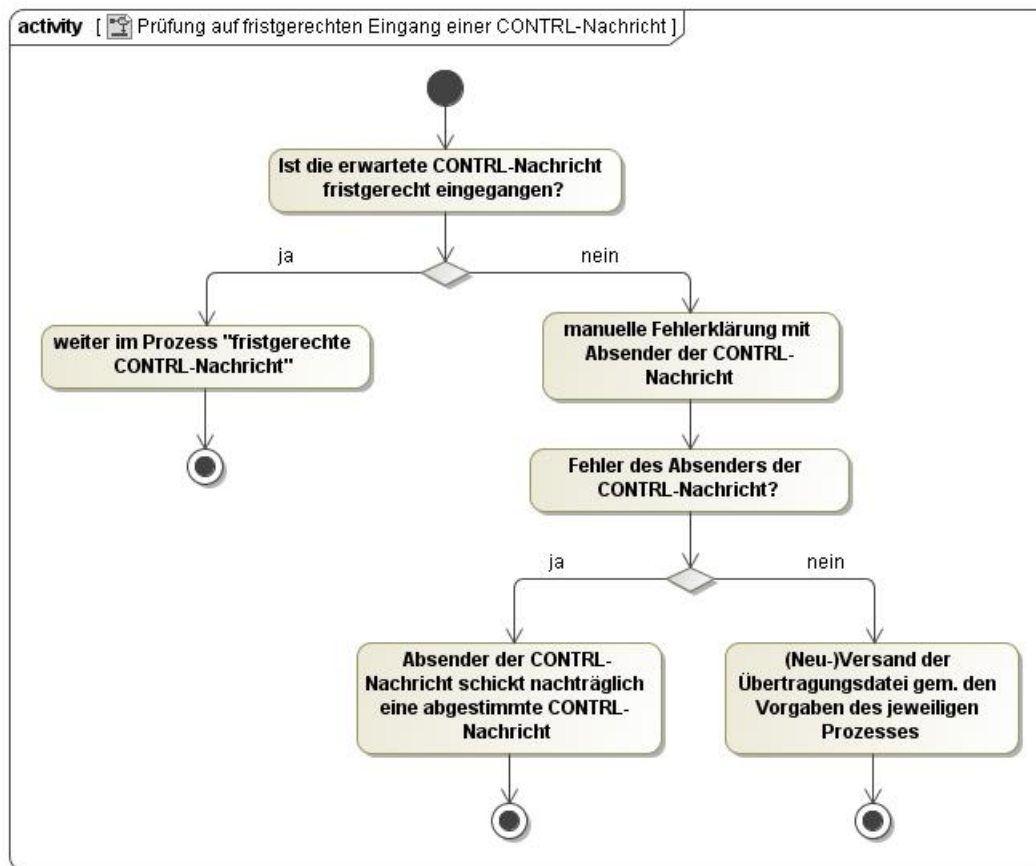 activity [ Prüfung auf fristgerechten Eingang einer CONTRL-Nachricht ]
Ist die erwartete CONTRL-Nachricht
fristgerecht eingegangen?
ja
nein
weiter im Prozess "fristgerechte
CONTRL-Nachricht"
manuelle Fehlerklärung mit
Absender der CONTRL-
Nachricht
Fehler des Absenders der
CONTRL-Nachricht?
ja
nein
Absender der CONTRL-
Nachricht schickt nachträglich
eine abgestimmte CONTRL-
Nachricht
(Neu-)Versand der
Übertragungsdatei gem. den
Vorgaben des jeweiligen
Prozesses